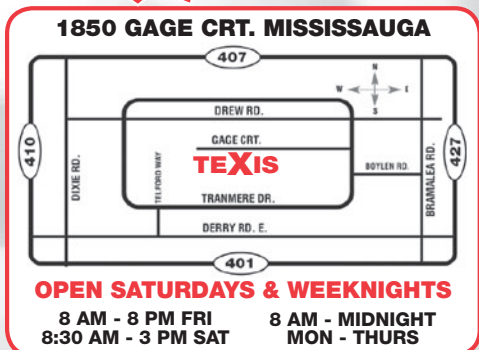 1850 GAGE CRT. MISSISSAUGA
407
N
W E
S
DREW RD.
GAGE CRT.
TEXIS
410
DIXIE RD.
TELFORD WAY
BOYLEN RD.
BRAMALEA RD.
427
TRANMERE DR.
DERRY RD. E.
401
OPEN SATURDAYS & WEEKNIGHTS
8 AM - 8 PM FRI
8:30 AM - 3 PM SAT
8 AM - MIDNIGHT
MON - THURS